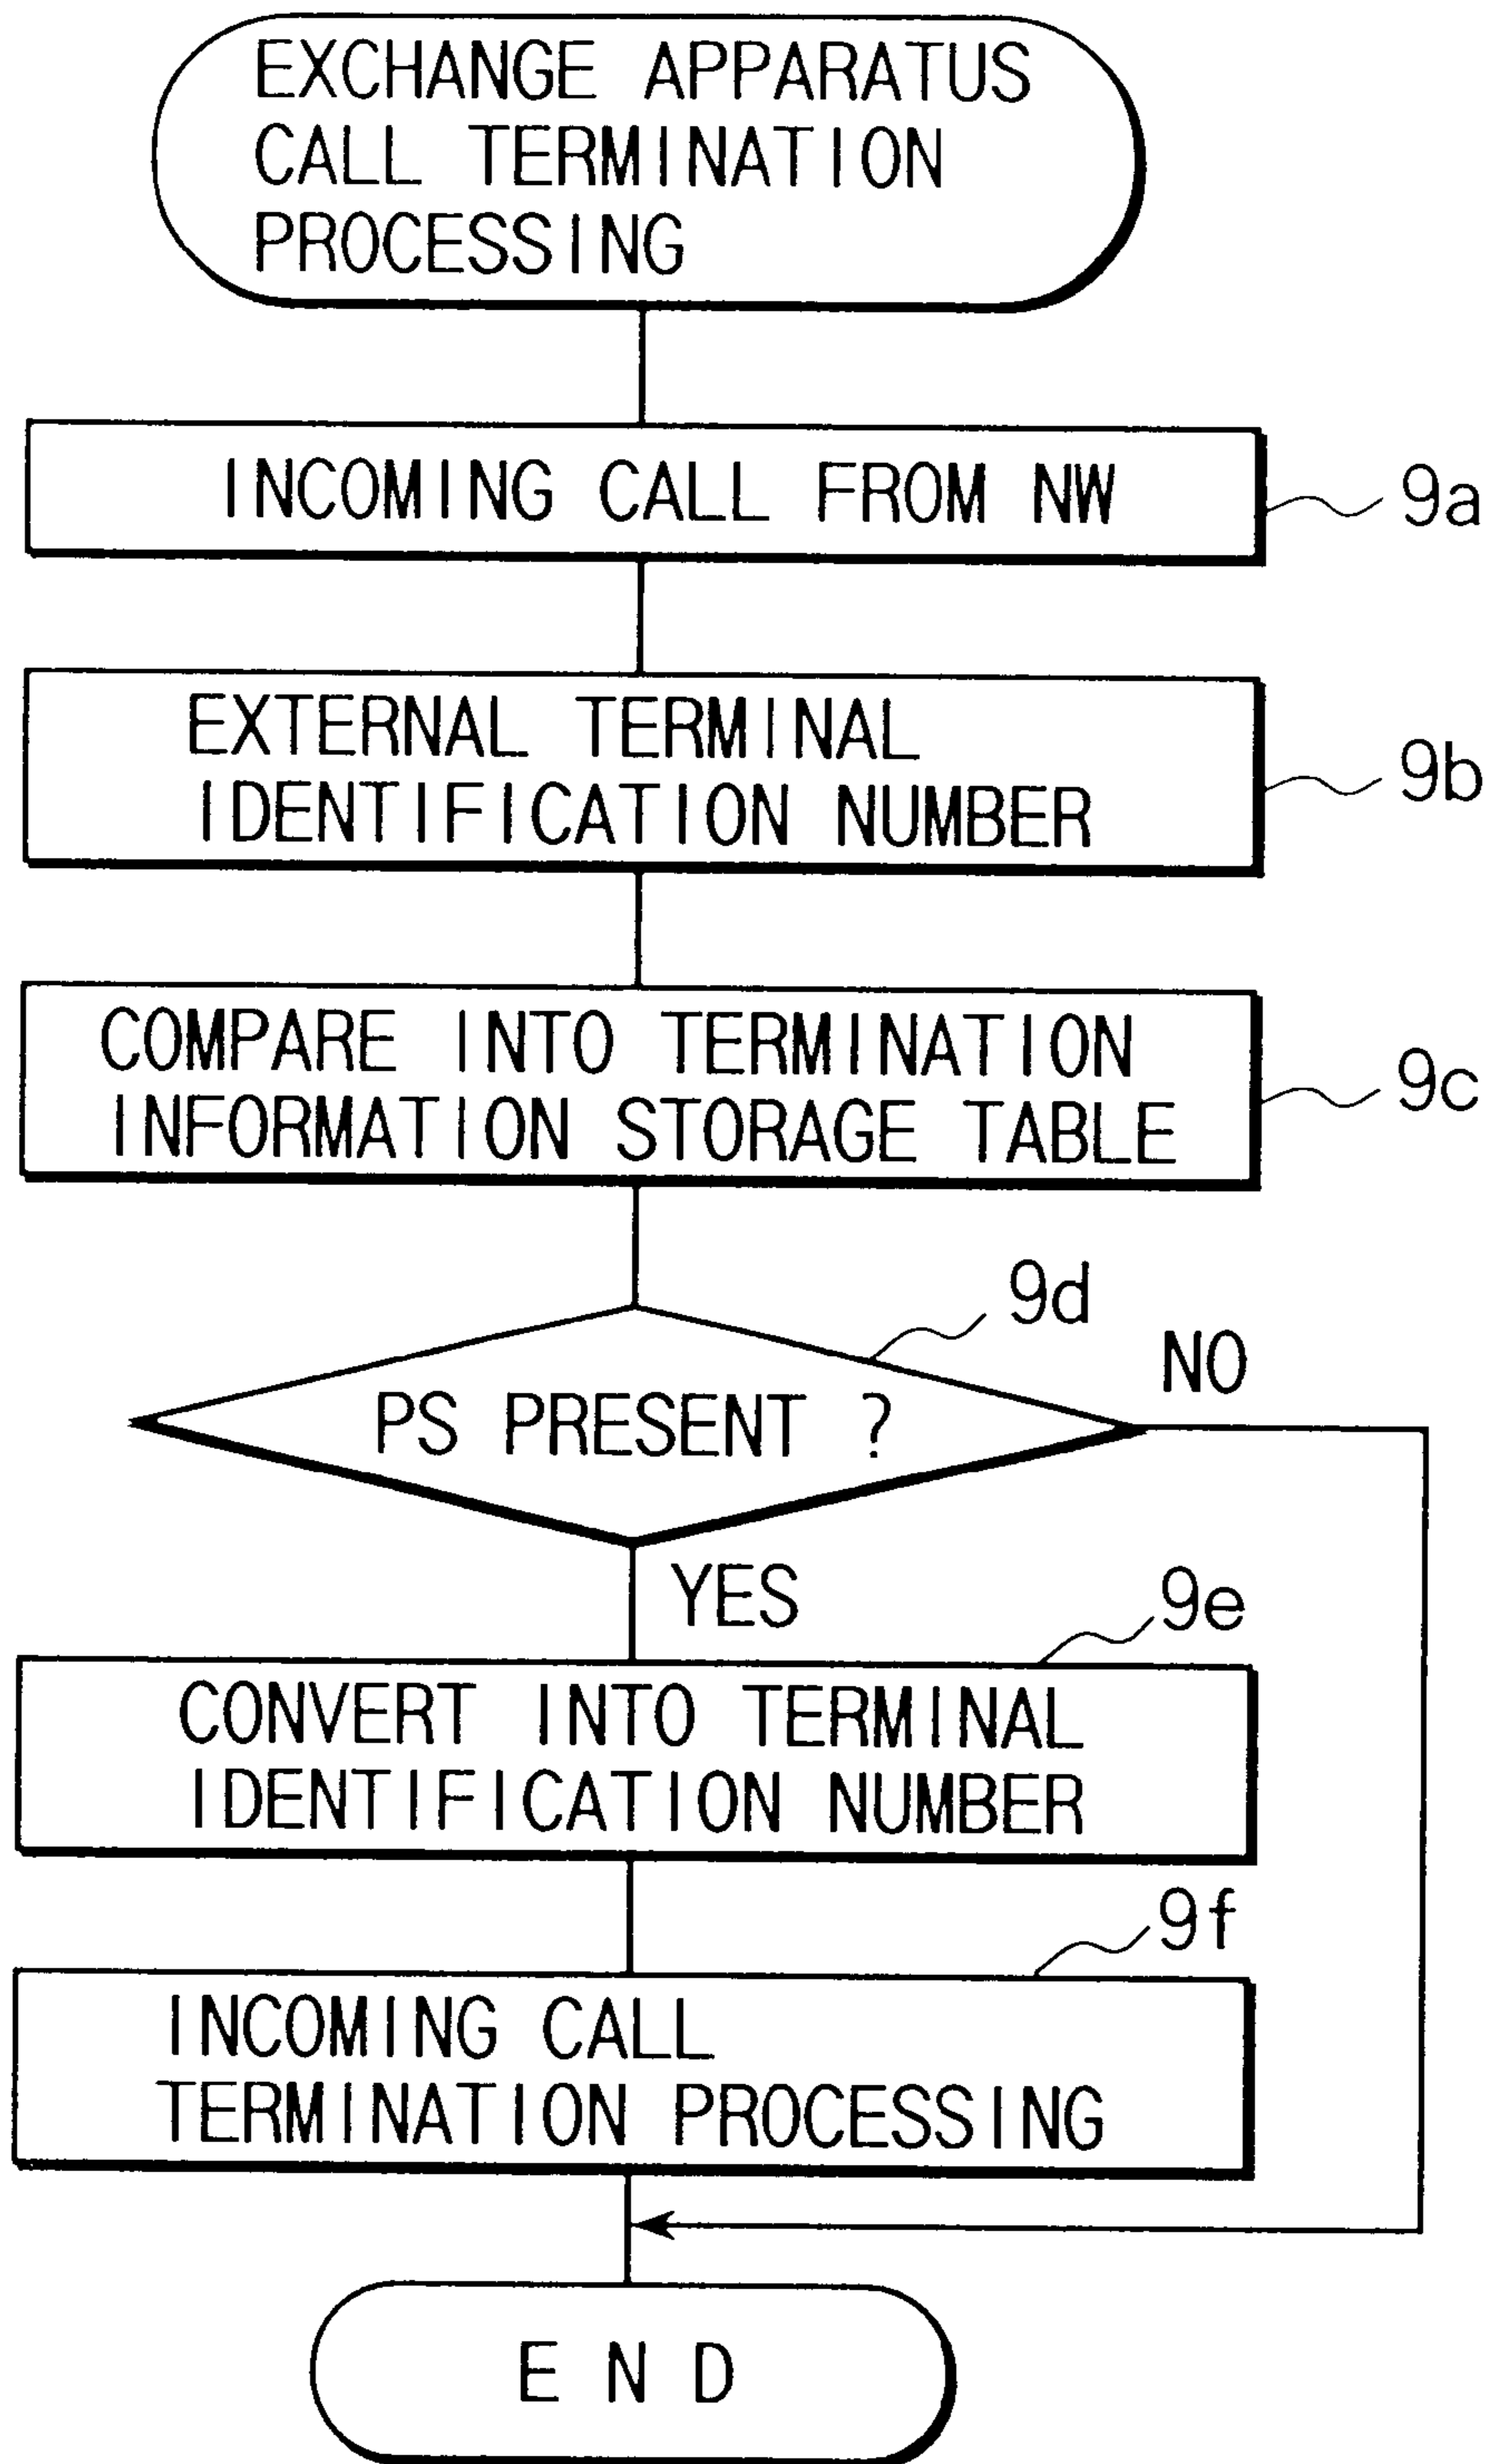 EXCHANGE APPARATUS
CALL TERMINATION
PROCESSING
INCOMING CALL FROM NW
9a
EXTERNAL TERMINAL
IDENTIFICATION NUMBER
9b
COMPARE INTO TERMINATION
INFORMATION STORAGE TABLE
9c
9d
NO
PS PRESENT ?
YES
9e
CONVERT INTO TERMINAL
IDENTIFICATION NUMBER
9f
INCOMING CALL
TERMINATION PROCESSING
END